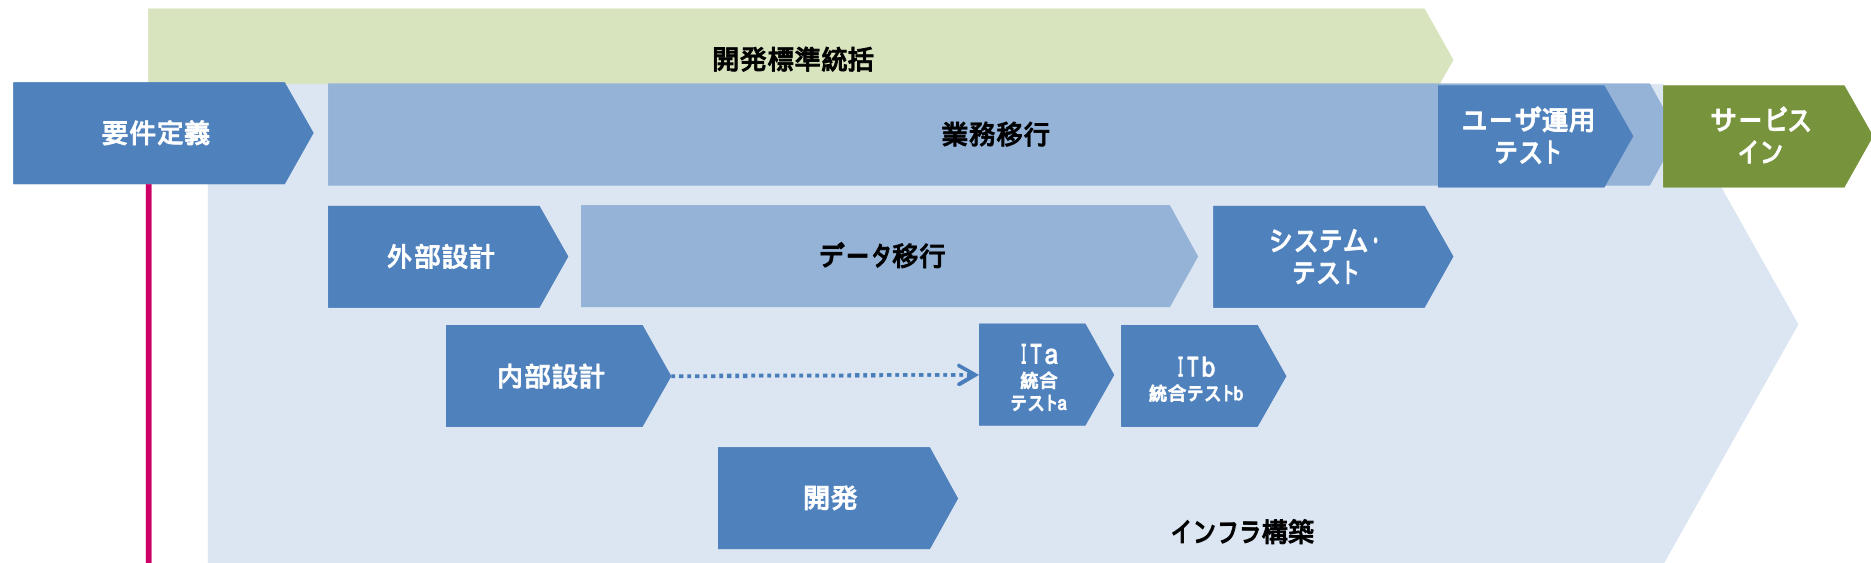 開発標準統括
要件定義
業務移行
ユーザ運用
テスト
サービス
イン
外部設計
データ移行
システム・
テスト
内部設計
ITa
統合
テストa
ITb
統合テストb
開発
インフラ構築